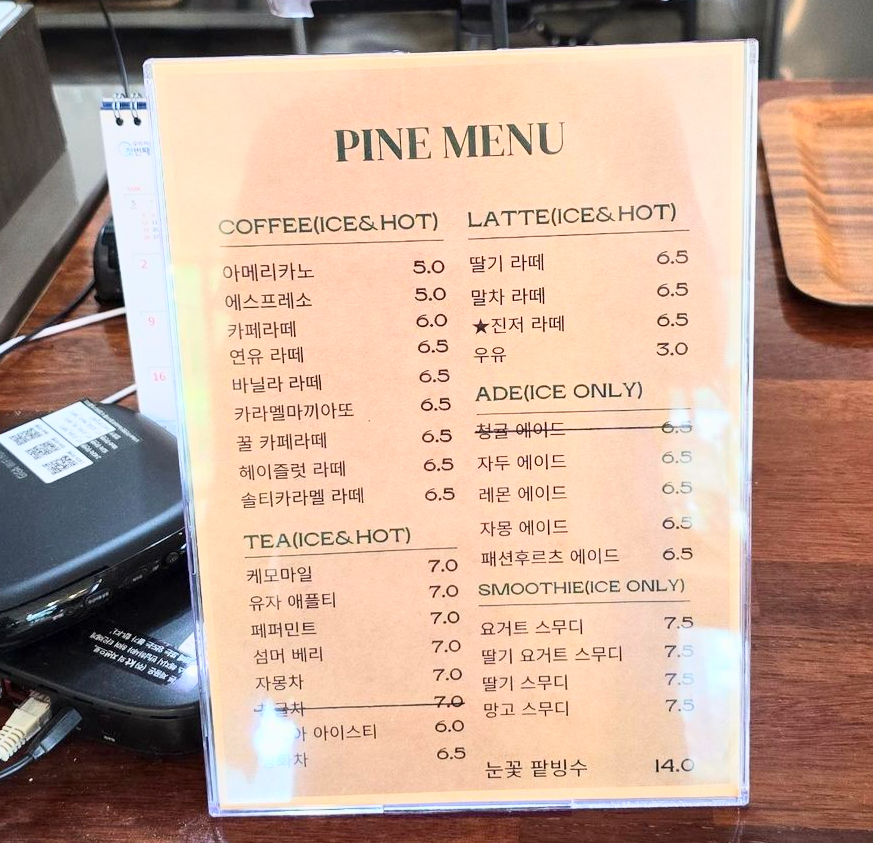 PINE MENU
COFFEE(ICE&HOT)
아메리카노 5.0
에스프레소 5.0
카페라떼 6.0
연유 라떼 6.5
바닐라 라떼 6.5
카라멜마끼아또 6.5
꿀 카페라떼 6.5
헤이즐럿 라떼 6.5
솔티카라멜 라떼 6.5
TEA(ICE&HOT)
케모마일 7.0
유자 애플티 7.0
페퍼민트 7.0
섬머 베리 7.0
자몽차 7.0
7.0
아이스티 6.0
6.5
LATTE(ICE&HOT)
딸기 라떼 6.5
말차 라떼 6.5
★진저 라떼 6.5
우유 3.0
ADE(ICE ONLY)
청귤 에이드 6.5
자두 에이드 6.5
레몬 에이드 6.5
자몽 에이드 6.5
패션후르츠 에이드 6.5
SMOOTHIE(ICE ONLY)
요거트 스무디 7.5
딸기 요거트 스무디 7.5
딸기 스무디 7.5
망고 스무디 7.5
눈꽃 팥빙수 14.0
2
9
16